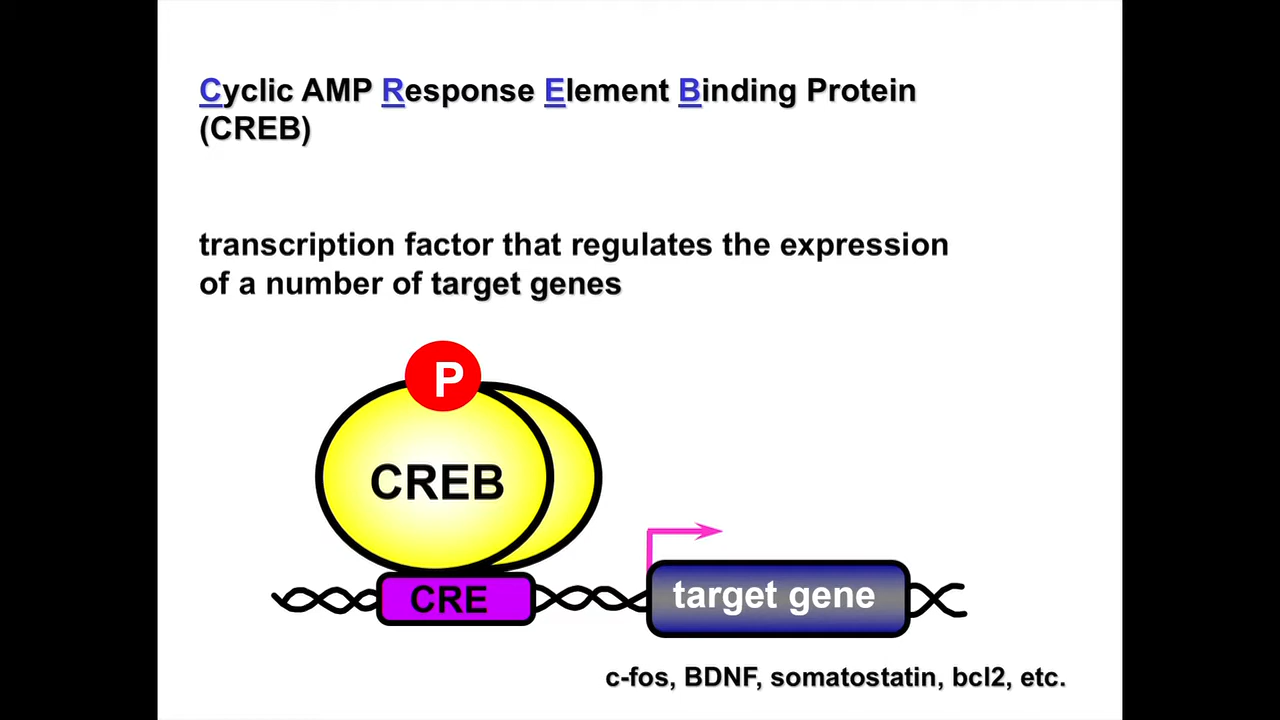 Cyclic AMP Response Element Binding Protein
(CREB)
transcription factor that regulates the expression
of a number of target genes
P
CREB
CRE
target gene
c-fos, BDNF, somatostatin, bcl2, etc.